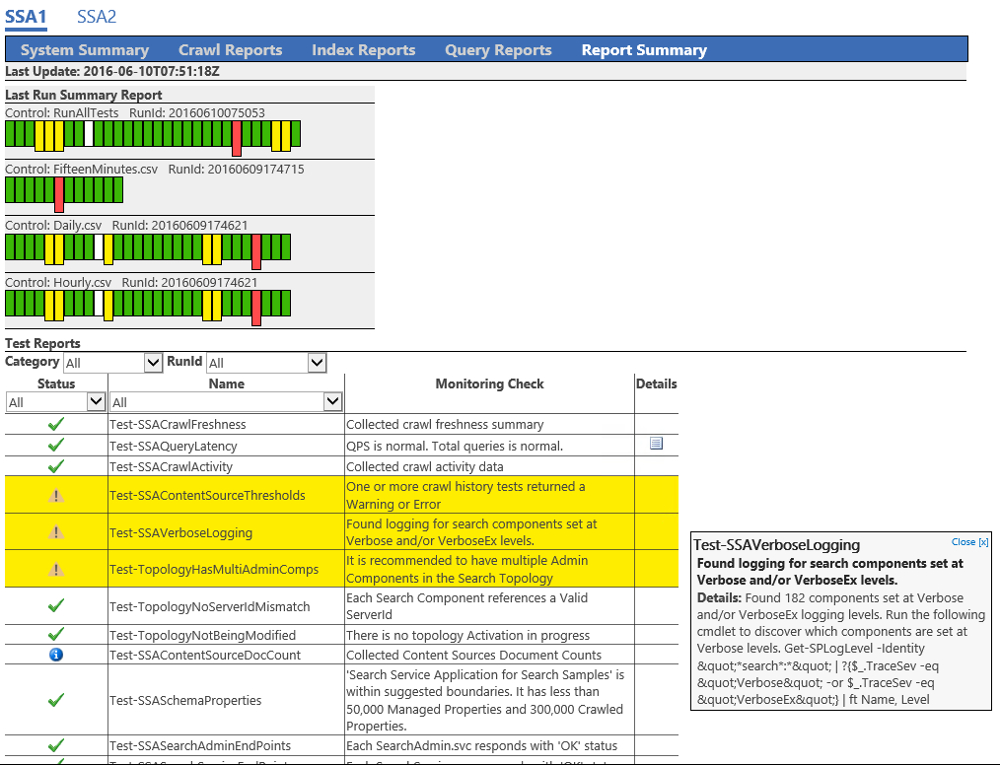 SSA1 SSA2
System Summary Crawl Reports Index Reports Query Reports Report Summary
Last Update: 2016-06-10T07:51:18Z
Last Run Summary Report
Control: RunAllTests RunId: 20160610075053
Control: FifteenMinutes.csv RunId: 20160609174715
Control: Daily.csv RunId: 20160609174621
Control: Hourly.csv RunId: 20160609174621
Test Reports
Category All RunId All
Status Name Monitoring Check Details
All All
Test-SSACrawlFreshness Collected crawl freshness summary
Test-SSAQueryLatency QPS is normal. Total queries is normal.
Test-SSACrawlActivity Collected crawl activity data
Test-SSAContentSourceThresholds One or more crawl history tests returned a
Warning or Error
Test-SSAVerboseLogging Found logging for search components set at
Verbose and/or VerboseEx levels.
Test-TopologyHasMultiAdminComps It is recommended to have multiple Admin
Components in the Search Topology
Test-TopologyNoServerIdMismatch Each Search Component references a Valid
ServerId
Test-TopologyNotBeingModified There is no topology Activation in progress
Test-SSAContentSourceDocCount Collected Content Sources Document Counts
Test-SSASchemaProperties 'Search Service Application for Search Samples' is
within suggested boundaries. It has less than
50,000 Managed Properties and 300,000 Crawled
Properties.
Test-SSASearchAdminEndPoints Each SearchAdmin.svc responds with 'OK' status
Test-SSAVerboseLogging Close [x]
Found logging for search components set at
Verbose and/or VerboseEx levels.
Details: Found 182 components set at Verbose
and/or VerboseEx logging levels. Run the following
cmdlet to discover which components are set at
Verbose levels. Get-SPLogLevel -Identity
&quot;*search*:*&quot; | ?{$_.TraceSev -eq
&quot;Verbose&quot; -or $_.TraceSev -eq
&quot;VerboseEx&quot;} | ft Name, Level